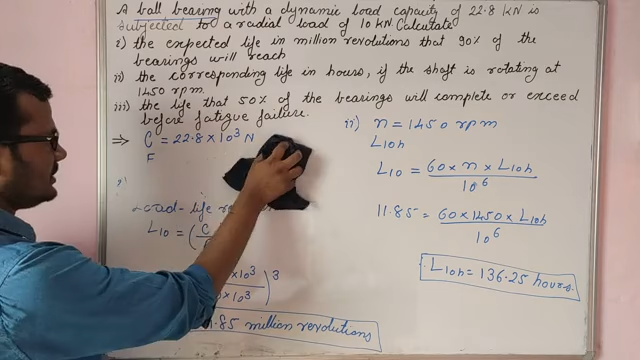 A ball bearing with a dynamic load capacity of 22.8 KN is
subjected to a radial load of 10 KN Calculate
i) the expected life in million revolutions that 90% of the
bearings will reach
ii) the corresponding life in hours, if the shaft is rotating at
1450 rpm
iii) the life that 50% of the bearings will complete or exceed
before fatigue failure.
⇒ C = 22.8 × 10³ N
F
load-life
L10 = (C/
× 10³
× 10³ )³
.85 million revolutions
ii) n = 1450 rpm
L10h
L10 = 60 × n × L10h
10⁶
11.85 = 60 × 1450 × L10h
10⁶
L10h = 136.25 hours.